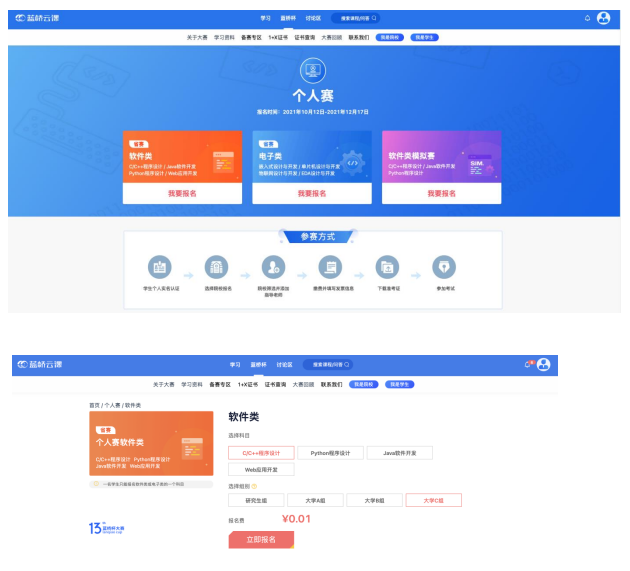 蓝桥云课
学习 蓝桥杯 讨论区 搜索课程/问答
关于大赛 学习资料 备赛专区 1+X证书 证书查询 大赛回顾 联系我们 我是院校 我是学生
个人赛
报名时间：2021年10月12日-2021年12月17日
省赛
软件类
C/C++程序设计 / Java软件开发
Python程序设计 / Web应用开发
我要报名
省赛
电子类
嵌入式设计与开发 / 单片机设计与开发
物联网设计与开发 / EDA设计与开发
我要报名
软件类模拟赛
C/C++程序设计 / Java软件开发
Python程序设计
SIM.
我要报名
参赛方式
学生个人实名认证
选择院校报名
院校筛选并添加
指导老师
缴费并填写发票信息
下载准考证
参加考试
蓝桥云课
学习 蓝桥杯 讨论区 搜索课程/问答
关于大赛 学习资料 备赛专区 1+X证书 证书查询 大赛回顾 联系我们 我是院校 我是学生
首页 / 个人赛 / 软件类
省赛
个人赛软件类
C/C++程序设计 Python程序设计
Java软件开发 Web应用开发
13
蓝桥杯大赛
软件类
选择科目
C/C++程序设计 Python程序设计 Java软件开发
Web应用开发
选择组别
研究生组 大学A组 大学B组 大学C组
报名费 ¥0.01
立即报名